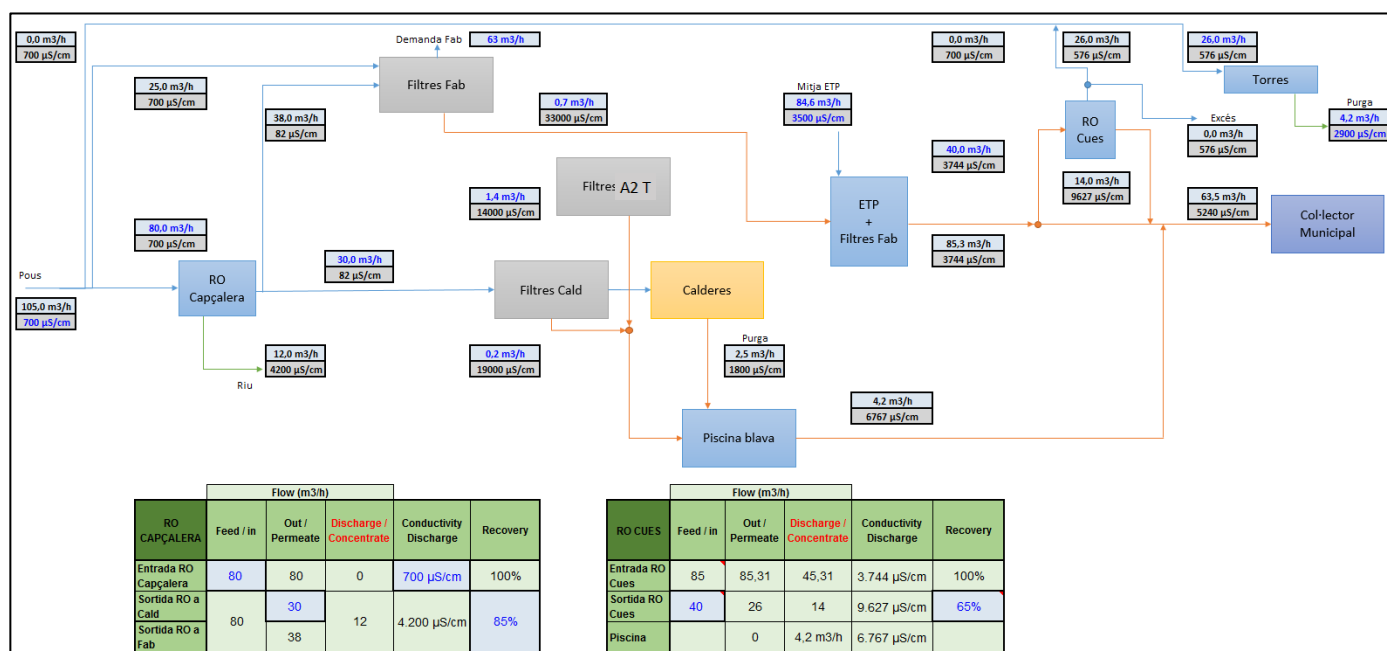 0,0 m3/h
700 µS/cm
Demanda Fab
63 m3/h
Filtres Fab
25,0 m3/h
700 µS/cm
38,0 m3/h
82 µS/cm
0,7 m3/h
33000 µS/cm
Mitja ETP
84,6 m3/h
3500 µS/cm
0,0 m3/h
700 µS/cm
26,0 m3/h
576 µS/cm
26,0 m3/h
576 µS/cm
Torres
Purga
4,2 m3/h
2900 µS/cm
RO
Cues
Excès
0,0 m3/h
576 µS/cm
40,0 m3/h
3744 µS/cm
14,0 m3/h
9627 µS/cm
63,5 m3/h
5240 µS/cm
Col·lector
Municipal
Filtres A2 T
1,4 m3/h
14000 µS/cm
ETP
+
Filtres Fab
85,3 m3/h
3744 µS/cm
80,0 m3/h
700 µS/cm
Pous
105,0 m3/h
700 µS/cm
RO
Capçalera
30,0 m3/h
82 µS/cm
Filtres Cald
Calderes
12,0 m3/h
4200 µS/cm
Riu
0,2 m3/h
19000 µS/cm
Purga
2,5 m3/h
1800 µS/cm
4,2 m3/h
6767 µS/cm
Piscina blava
Flow (m3/h)
RO CAPÇALERA Feed / in Out / Permeate Discharge / Concentrate Conductivity Discharge Recovery
Entrada RO Capçalera 80 80 0 700 µS/cm 100%
Sortida RO a Cald 80 30 12 4.200 µS/cm 85%
Sortida RO a Fab 38
Flow (m3/h)
RO CUES Feed / in Out / Permeate Discharge / Concentrate Conductivity Discharge Recovery
Entrada RO Cues 85 85,31 45,31 3.744 µS/cm 100%
Sortida RO Cues 40 26 14 9.627 µS/cm 65%
Piscina 0 4,2 m3/h 6.767 µS/cm